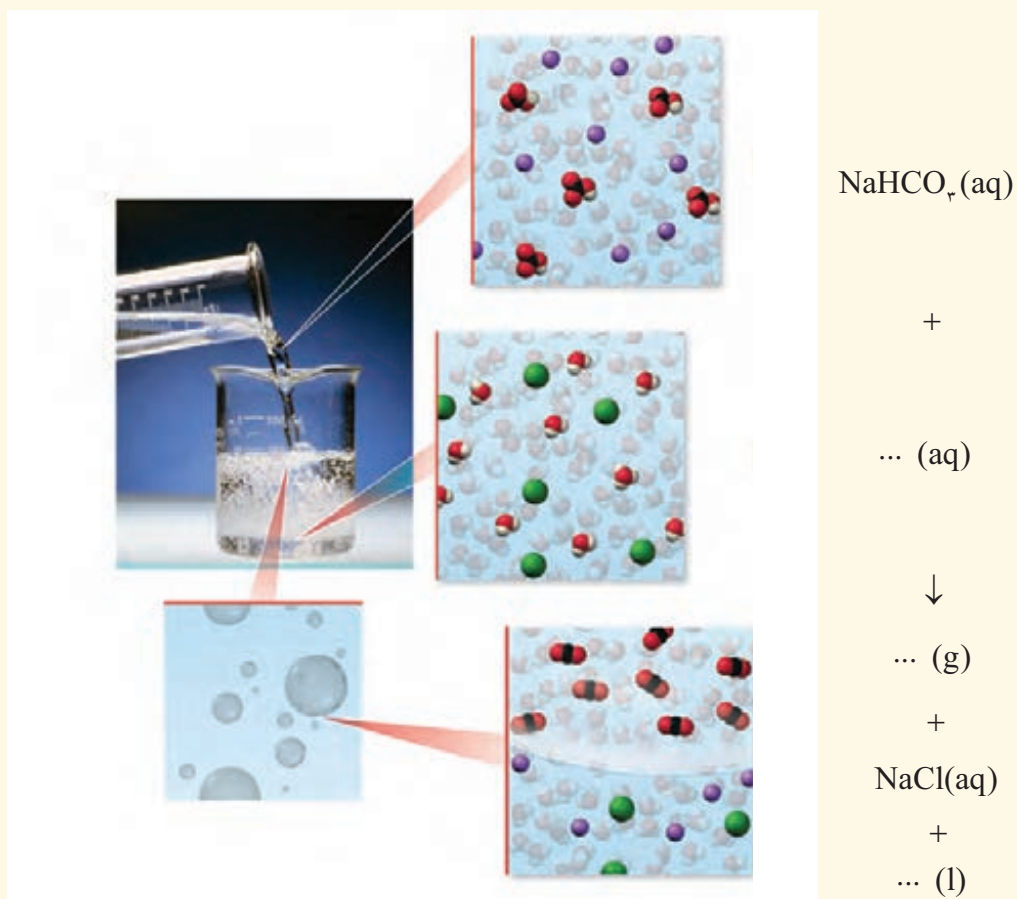 NaHCO۳(aq)
+
... (aq)
↓
... (g)
+
NaCl(aq)
+
... (l)